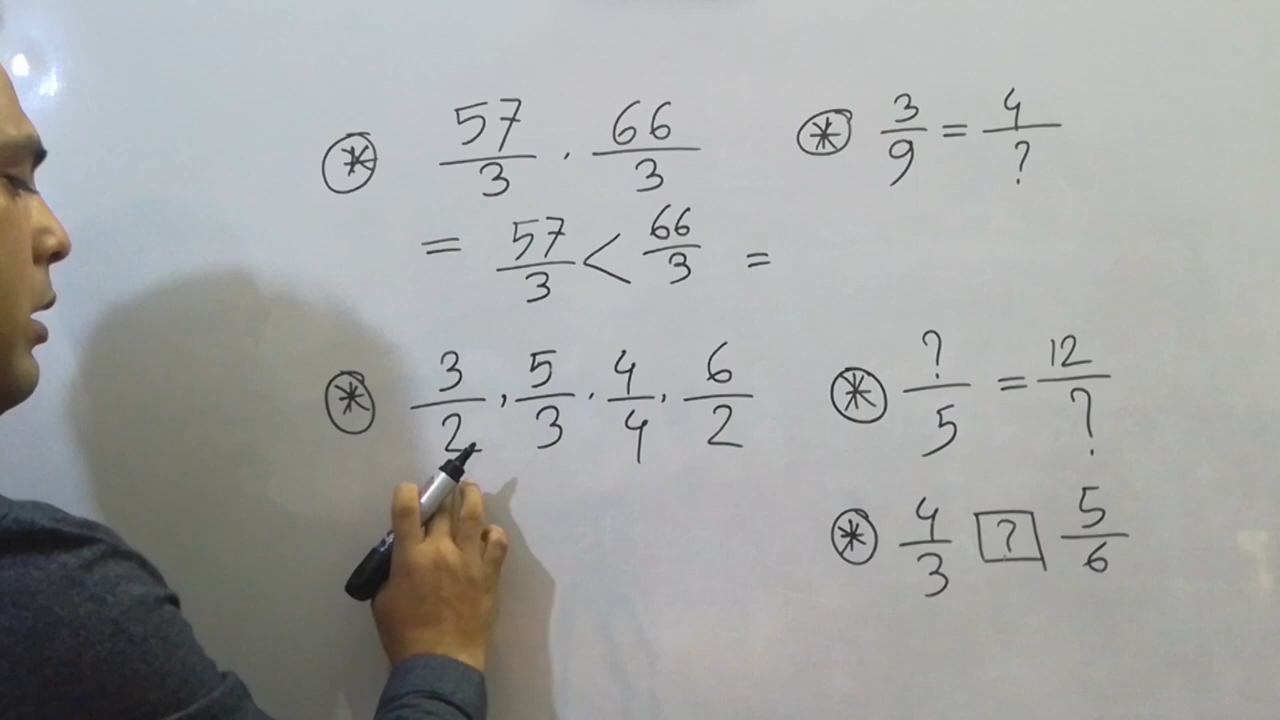 ⊛ 57/3 . 66/3
= 57/3 < 66/3 =
⊛ 3/2 , 5/3 . 4/4 , 6/2
⊛ 3/9 = 4/?
⊛ ?/5 = 12/?
⊛ 4/3 ? 5/6